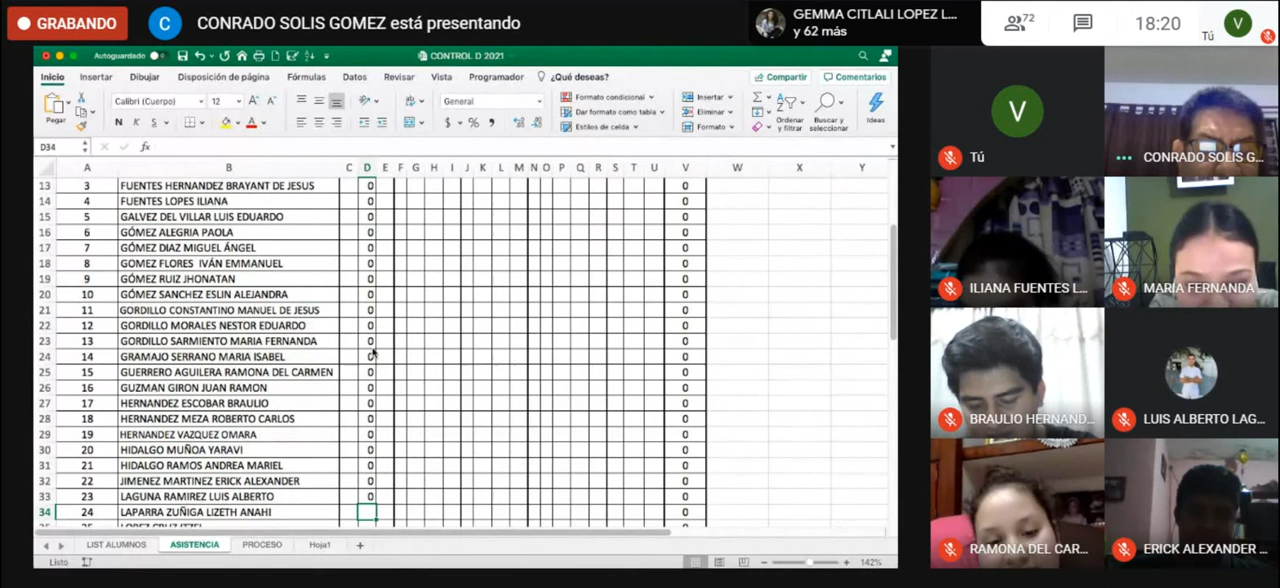 GRABANDO
C
CONRADO SOLIS GOMEZ está presentando
GEMMA CITLALI LOPEZ L...
y 62 más
72
18:20
Tú
V
Autoguardado
CONTROL D 2021
Inicio Insertar Dibujar Disposición de página Fórmulas Datos Revisar Vista Programador ¿Qué deseas? Compartir Comentarios
Pegar
Calibri (Cuerpo) 12
N K S
General
$ %
Formato condicional
Dar formato como tabla
Estilos de celda
Insertar
Eliminar
Formato
Ordenar y filtrar
Buscar y seleccionar
Ideas
D34 fx
A B C D E F G H I J K L M N O P Q R S T U V W X Y
13 3 FUENTES HERNANDEZ BRAYANT DE JESUS 0 0
14 4 FUENTES LOPES ILIANA 0 0
15 5 GALVEZ DEL VILLAR LUIS EDUARDO 0 0
16 6 GÓMEZ ALEGRIA PAOLA 0 0
17 7 GÓMEZ DIAZ MIGUEL ÁNGEL 0 0
18 8 GOMEZ FLORES IVÁN EMMANUEL 0 0
19 9 GÓMEZ RUIZ JHONATAN 0 0
20 10 GÓMEZ SANCHEZ ESLIN ALEJANDRA 0 0
21 11 GORDILLO CONSTANTINO MANUEL DE JESUS 0 0
22 12 GORDILLO MORALES NESTOR EDUARDO 0 0
23 13 GORDILLO SARMIENTO MARIA FERNANDA 0 0
24 14 GRAMAJO SERRANO MARIA ISABEL 0 0
25 15 GUERRERO AGUILERA RAMONA DEL CARMEN 0 0
26 16 GUZMAN GIRON JUAN RAMON 0 0
27 17 HERNANDEZ ESCOBAR BRAULIO 0 0
28 18 HERNANDEZ MEZA ROBERTO CARLOS 0 0
29 19 HERNANDEZ VAZQUEZ OMARA 0 0
30 20 HIDALGO MUÑOA YARAVI 0 0
31 21 HIDALGO RAMOS ANDREA MARIEL 0 0
32 22 JIMENEZ MARTINEZ ERICK ALEXANDER 0 0
33 23 LAGUNA RAMIREZ LUIS ALBERTO 0 0
34 24 LAPARRA ZUÑIGA LIZETH ANAHI 0
LIST ALUMNOS ASISTENCIA PROCESO Hoja1 +
Listo
142%
V
Tú
CONRADO SOLIS G...
ILIANA FUENTES L...
MARIA FERNANDA ...
BRAULIO HERNAND...
LUIS ALBERTO LAG...
RAMONA DEL CAR...
ERICK ALEXANDER ...